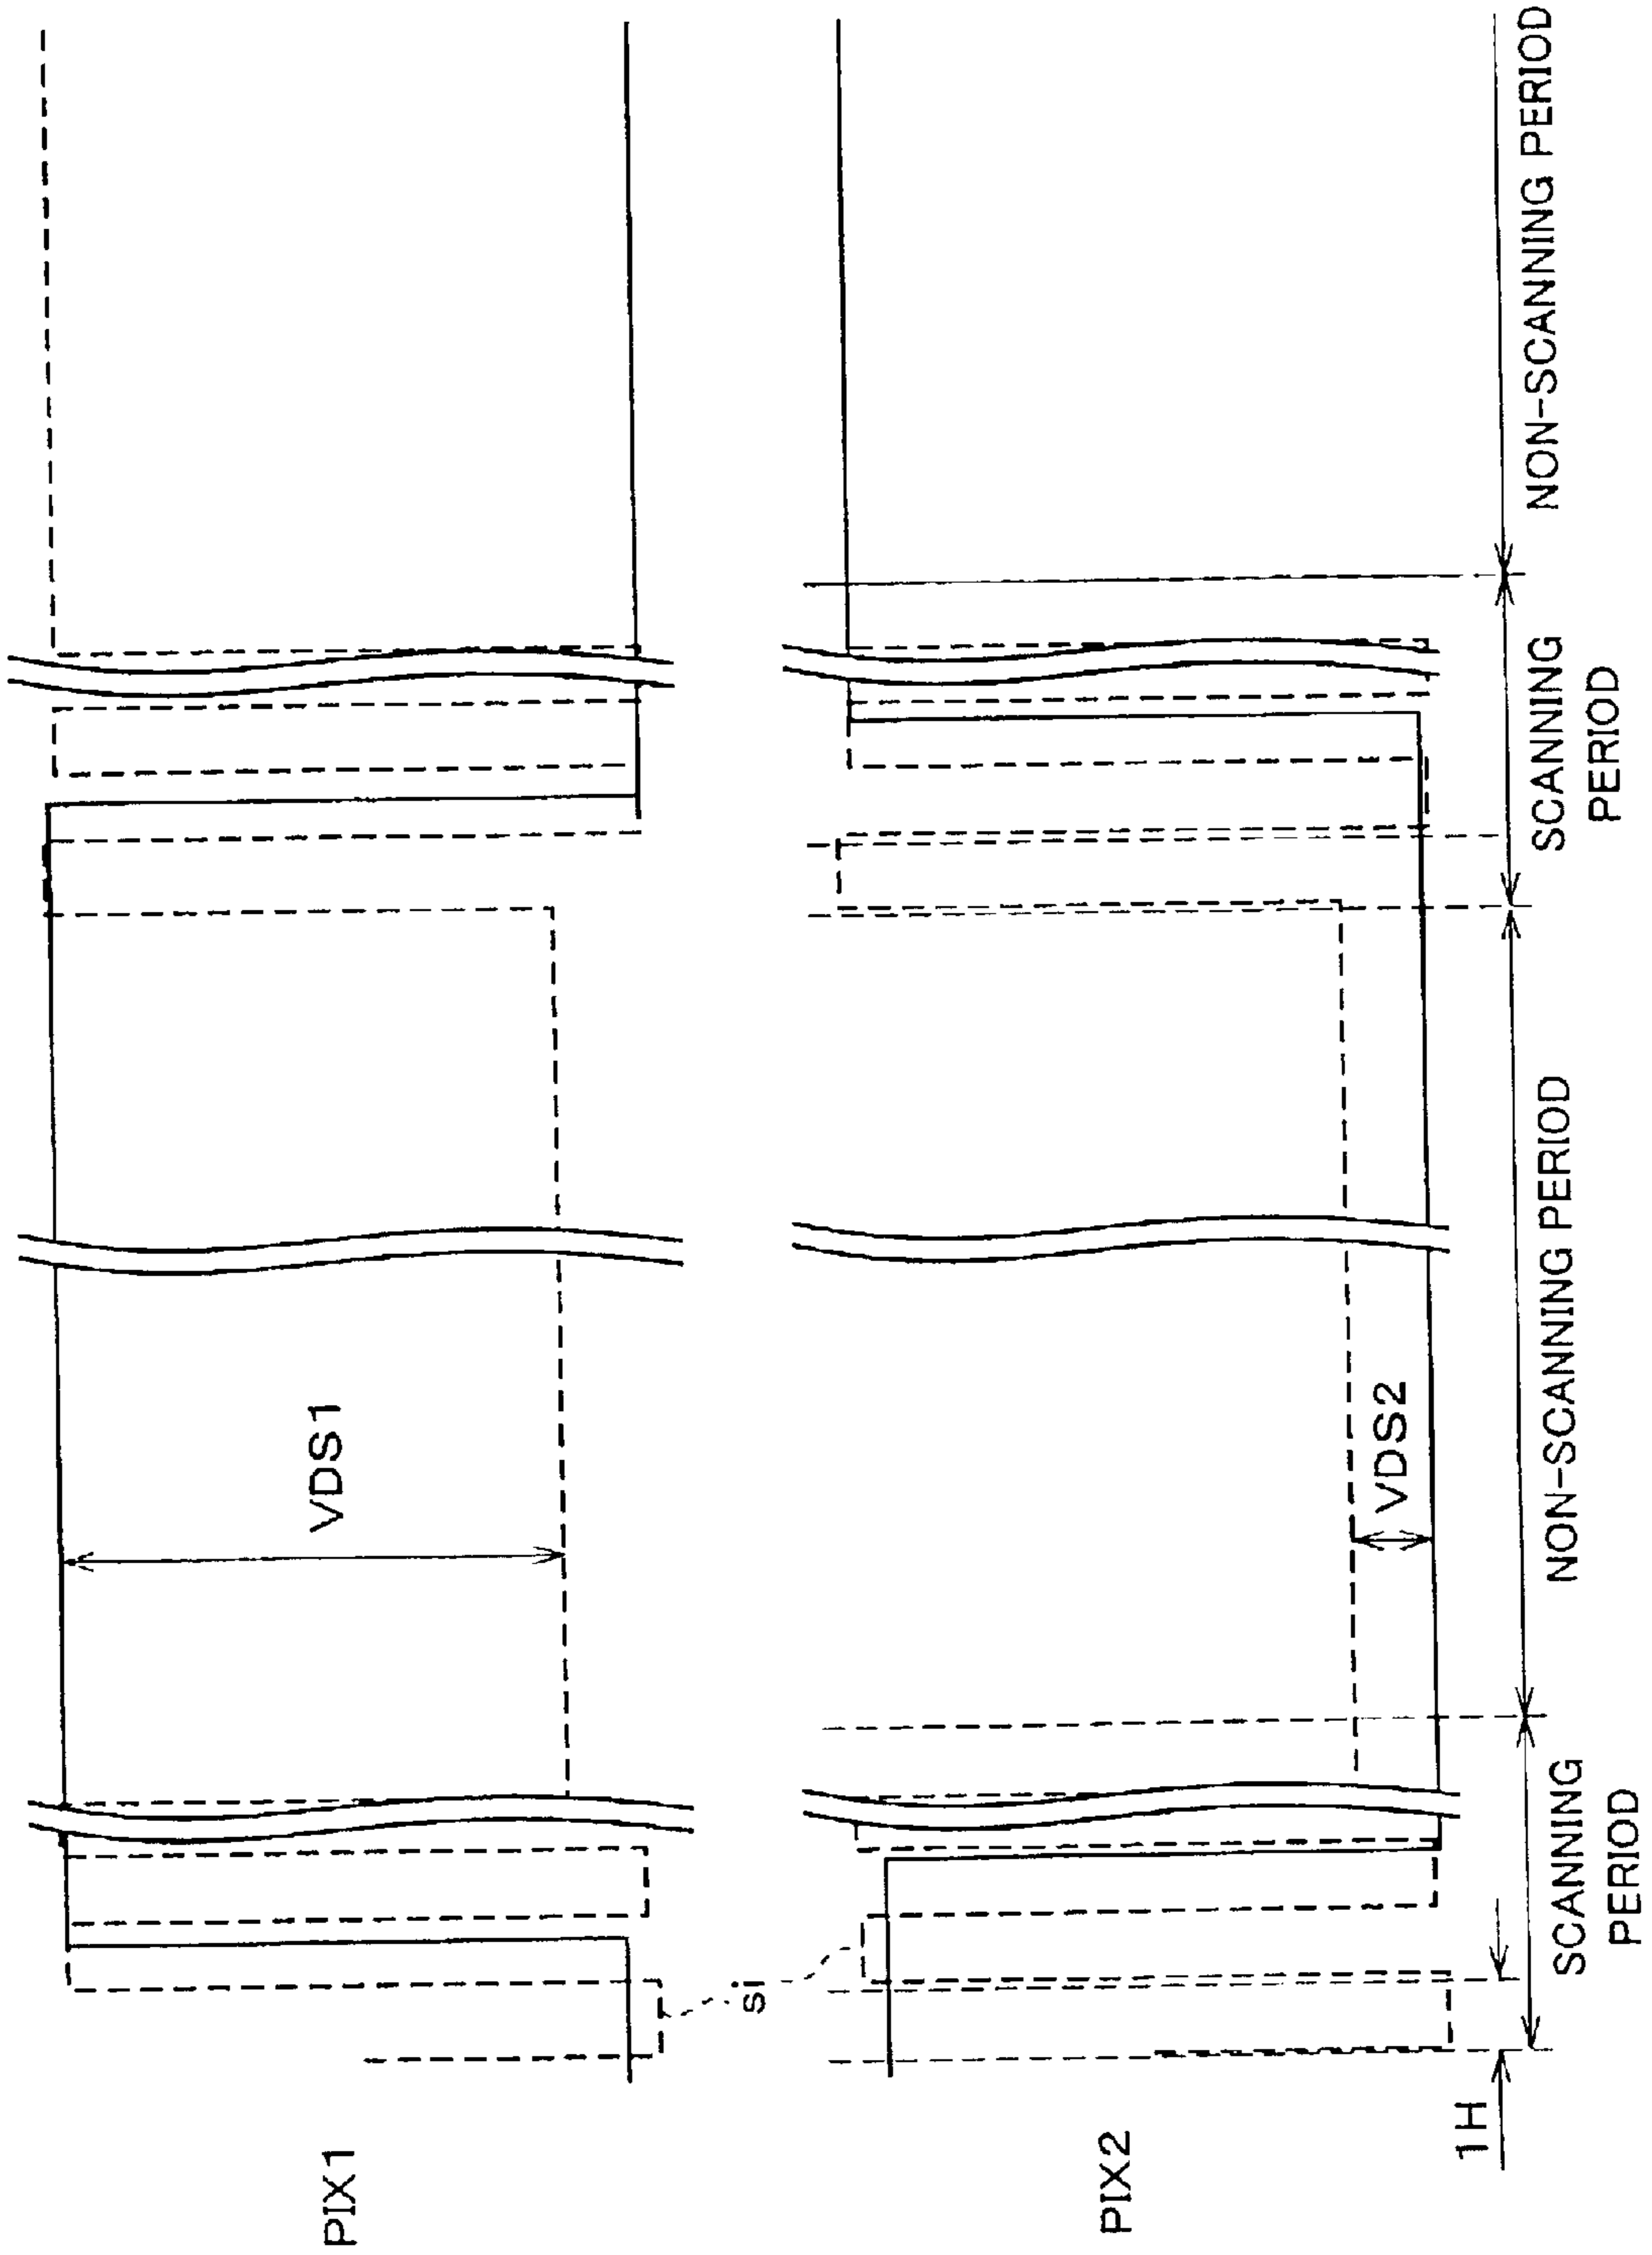 PIX1
VDS1
si
PIX2
VDS2
1H
SCANNING
PERIOD
NON-SCANNING PERIOD
SCANNING
PERIOD
NON-SCANNING PERIOD